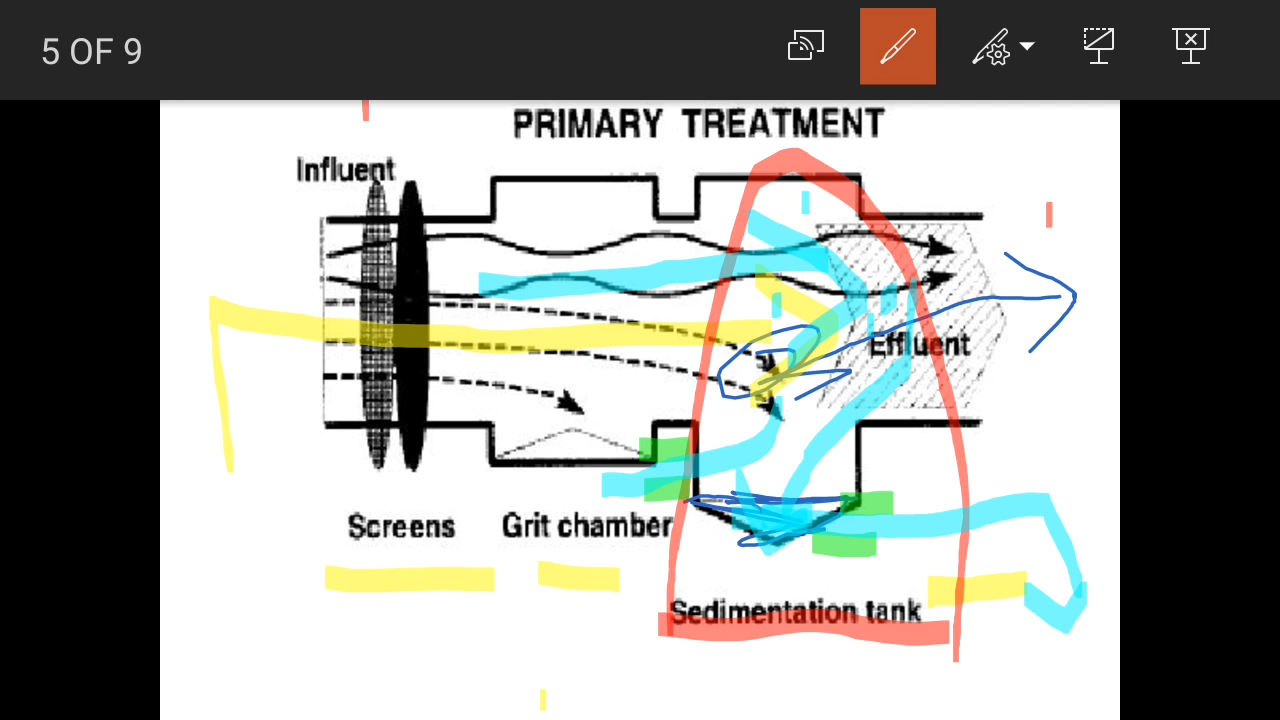 5 OF 9
PRIMARY TREATMENT
Influent
Effluent
Screens
Grit chamber
Sedimentation tank